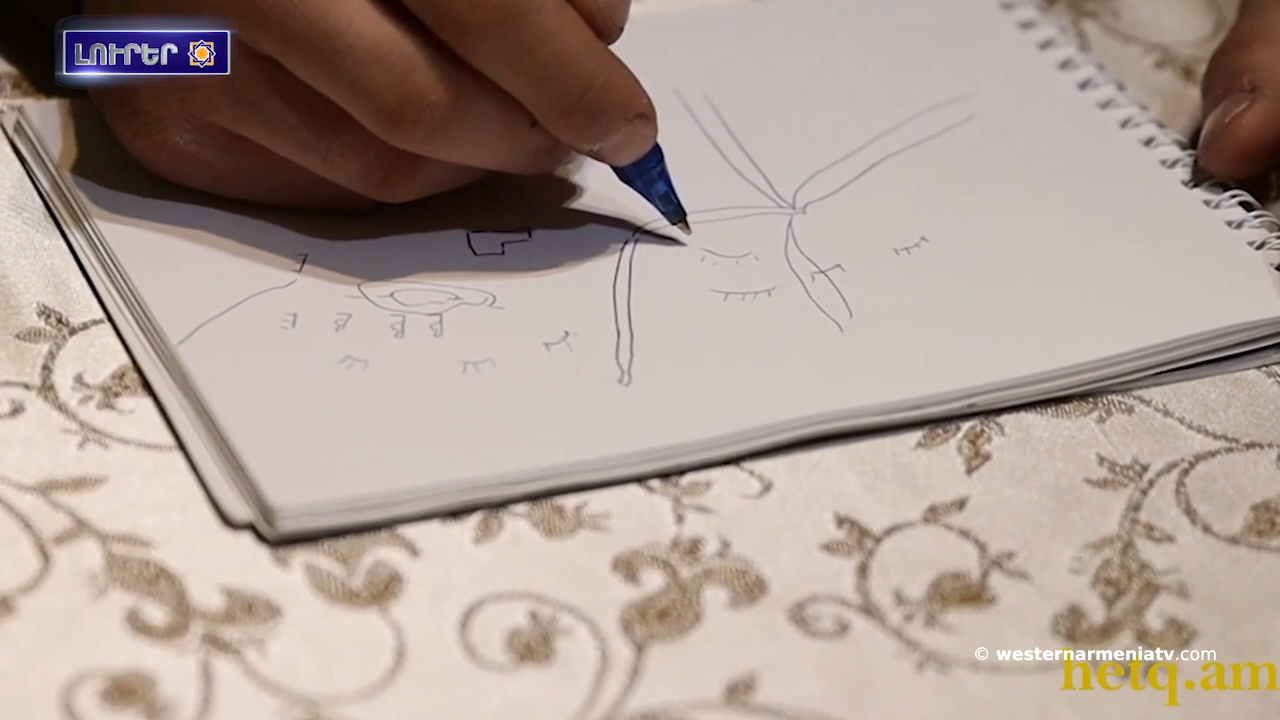 ԼՈՒՐԵՐ
E
E E B B
© westernarmeniatv.com
hetq.am